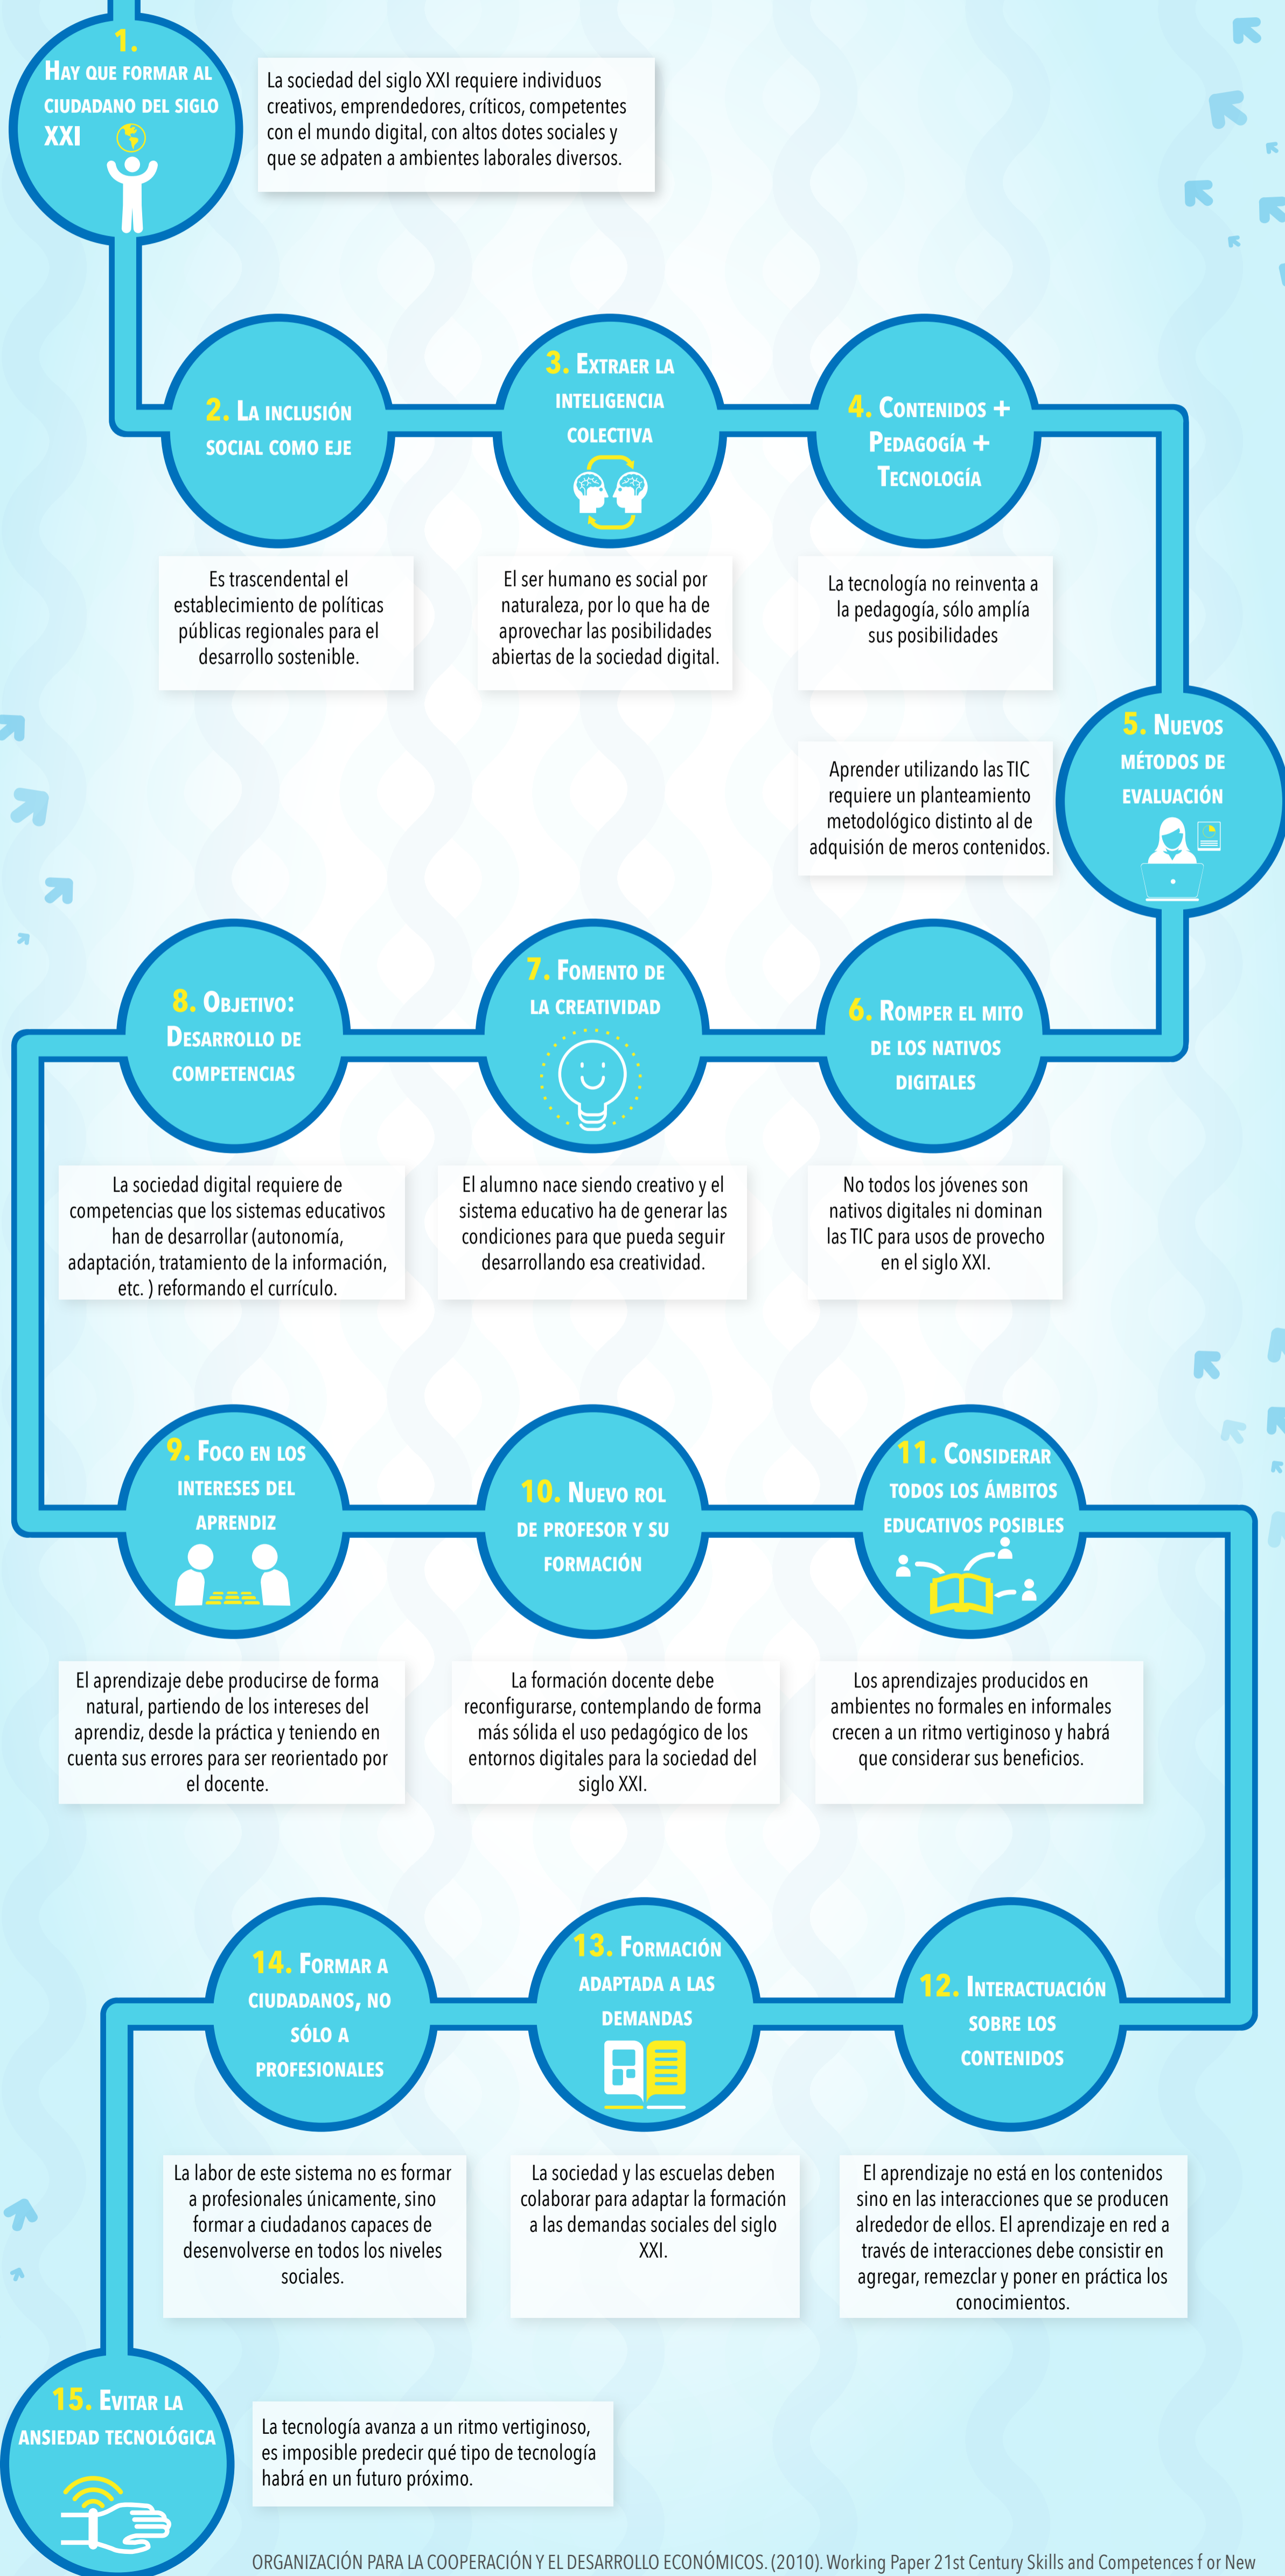 1.
Hay que formar al
ciudadano del siglo
XXI
La sociedad del siglo XXI requiere individuos
creativos, emprendedores, críticos, competentes
con el mundo digital, con altos dotes sociales y
que se adpaten a ambientes laborales diversos.
2. La inclusión
social como eje
Es trascendental el
establecimiento de políticas
públicas regionales para el
desarrollo sostenible.
3. Extraer la
inteligencia
colectiva
El ser humano es social por
naturaleza, por lo que ha de
aprovechar las posibilidades
abiertas de la sociedad digital.
4. Contenidos +
Pedagogía +
Tecnología
La tecnología no reinventa a
la pedagogía, sólo amplía
sus posibilidades
5. Nuevos
métodos de
evaluación
Aprender utilizando las TIC
requiere un planteamiento
metodológico distinto al de
adquisión de meros contenidos.
6. Romper el mito
de los nativos
digitales
No todos los jóvenes son
nativos digitales ni dominan
las TIC para usos de provecho
en el siglo XXI.
7. Fomento de
la creatividad
El alumno nace siendo creativo y el
sistema educativo ha de generar las
condiciones para que pueda seguir
desarrollando esa creatividad.
8. Objetivo:
Desarrollo de
competencias
La sociedad digital requiere de
competencias que los sistemas educativos
han de desarrollar (autonomía,
adaptación, tratamiento de la información,
etc. ) reformando el currículo.
9. Foco en los
intereses del
aprendiz
El aprendizaje debe producirse de forma
natural, partiendo de los intereses del
aprendiz, desde la práctica y teniendo en
cuenta sus errores para ser reorientado por
el docente.
10. Nuevo rol
de profesor y su
formación
La formación docente debe
reconfigurarse, contemplando de forma
más sólida el uso pedagógico de los
entornos digitales para la sociedad del
siglo XXI.
11. Considerar
todos los ámbitos
educativos posibles
Los aprendizajes producidos en
ambientes no formales en informales
crecen a un ritmo vertiginoso y habrá
que considerar sus beneficios.
12. Interactuación
sobre los
contenidos
El aprendizaje no está en los contenidos
sino en las interacciones que se producen
alrededor de ellos. El aprendizaje en red a
través de interacciones debe consistir en
agregar, remezclar y poner en práctica los
conocimientos.
13. Formación
adaptada a las
demandas
La sociedad y las escuelas deben
colaborar para adaptar la formación
a las demandas sociales del siglo
XXI.
14. Formar a
ciudadanos, no
sólo a
profesionales
La labor de este sistema no es formar
a profesionales únicamente, sino
formar a ciudadanos capaces de
desenvolverse en todos los niveles
sociales.
15. Evitar la
ansiedad tecnológica
La tecnología avanza a un ritmo vertiginoso,
es imposible predecir qué tipo de tecnología
habrá en un futuro próximo.
ORGANIZACIÓN PARA LA COOPERACIÓN Y EL DESARROLLO ECONÓMICOS. (2010). Working Paper 21st Century Skills and Competences f or New